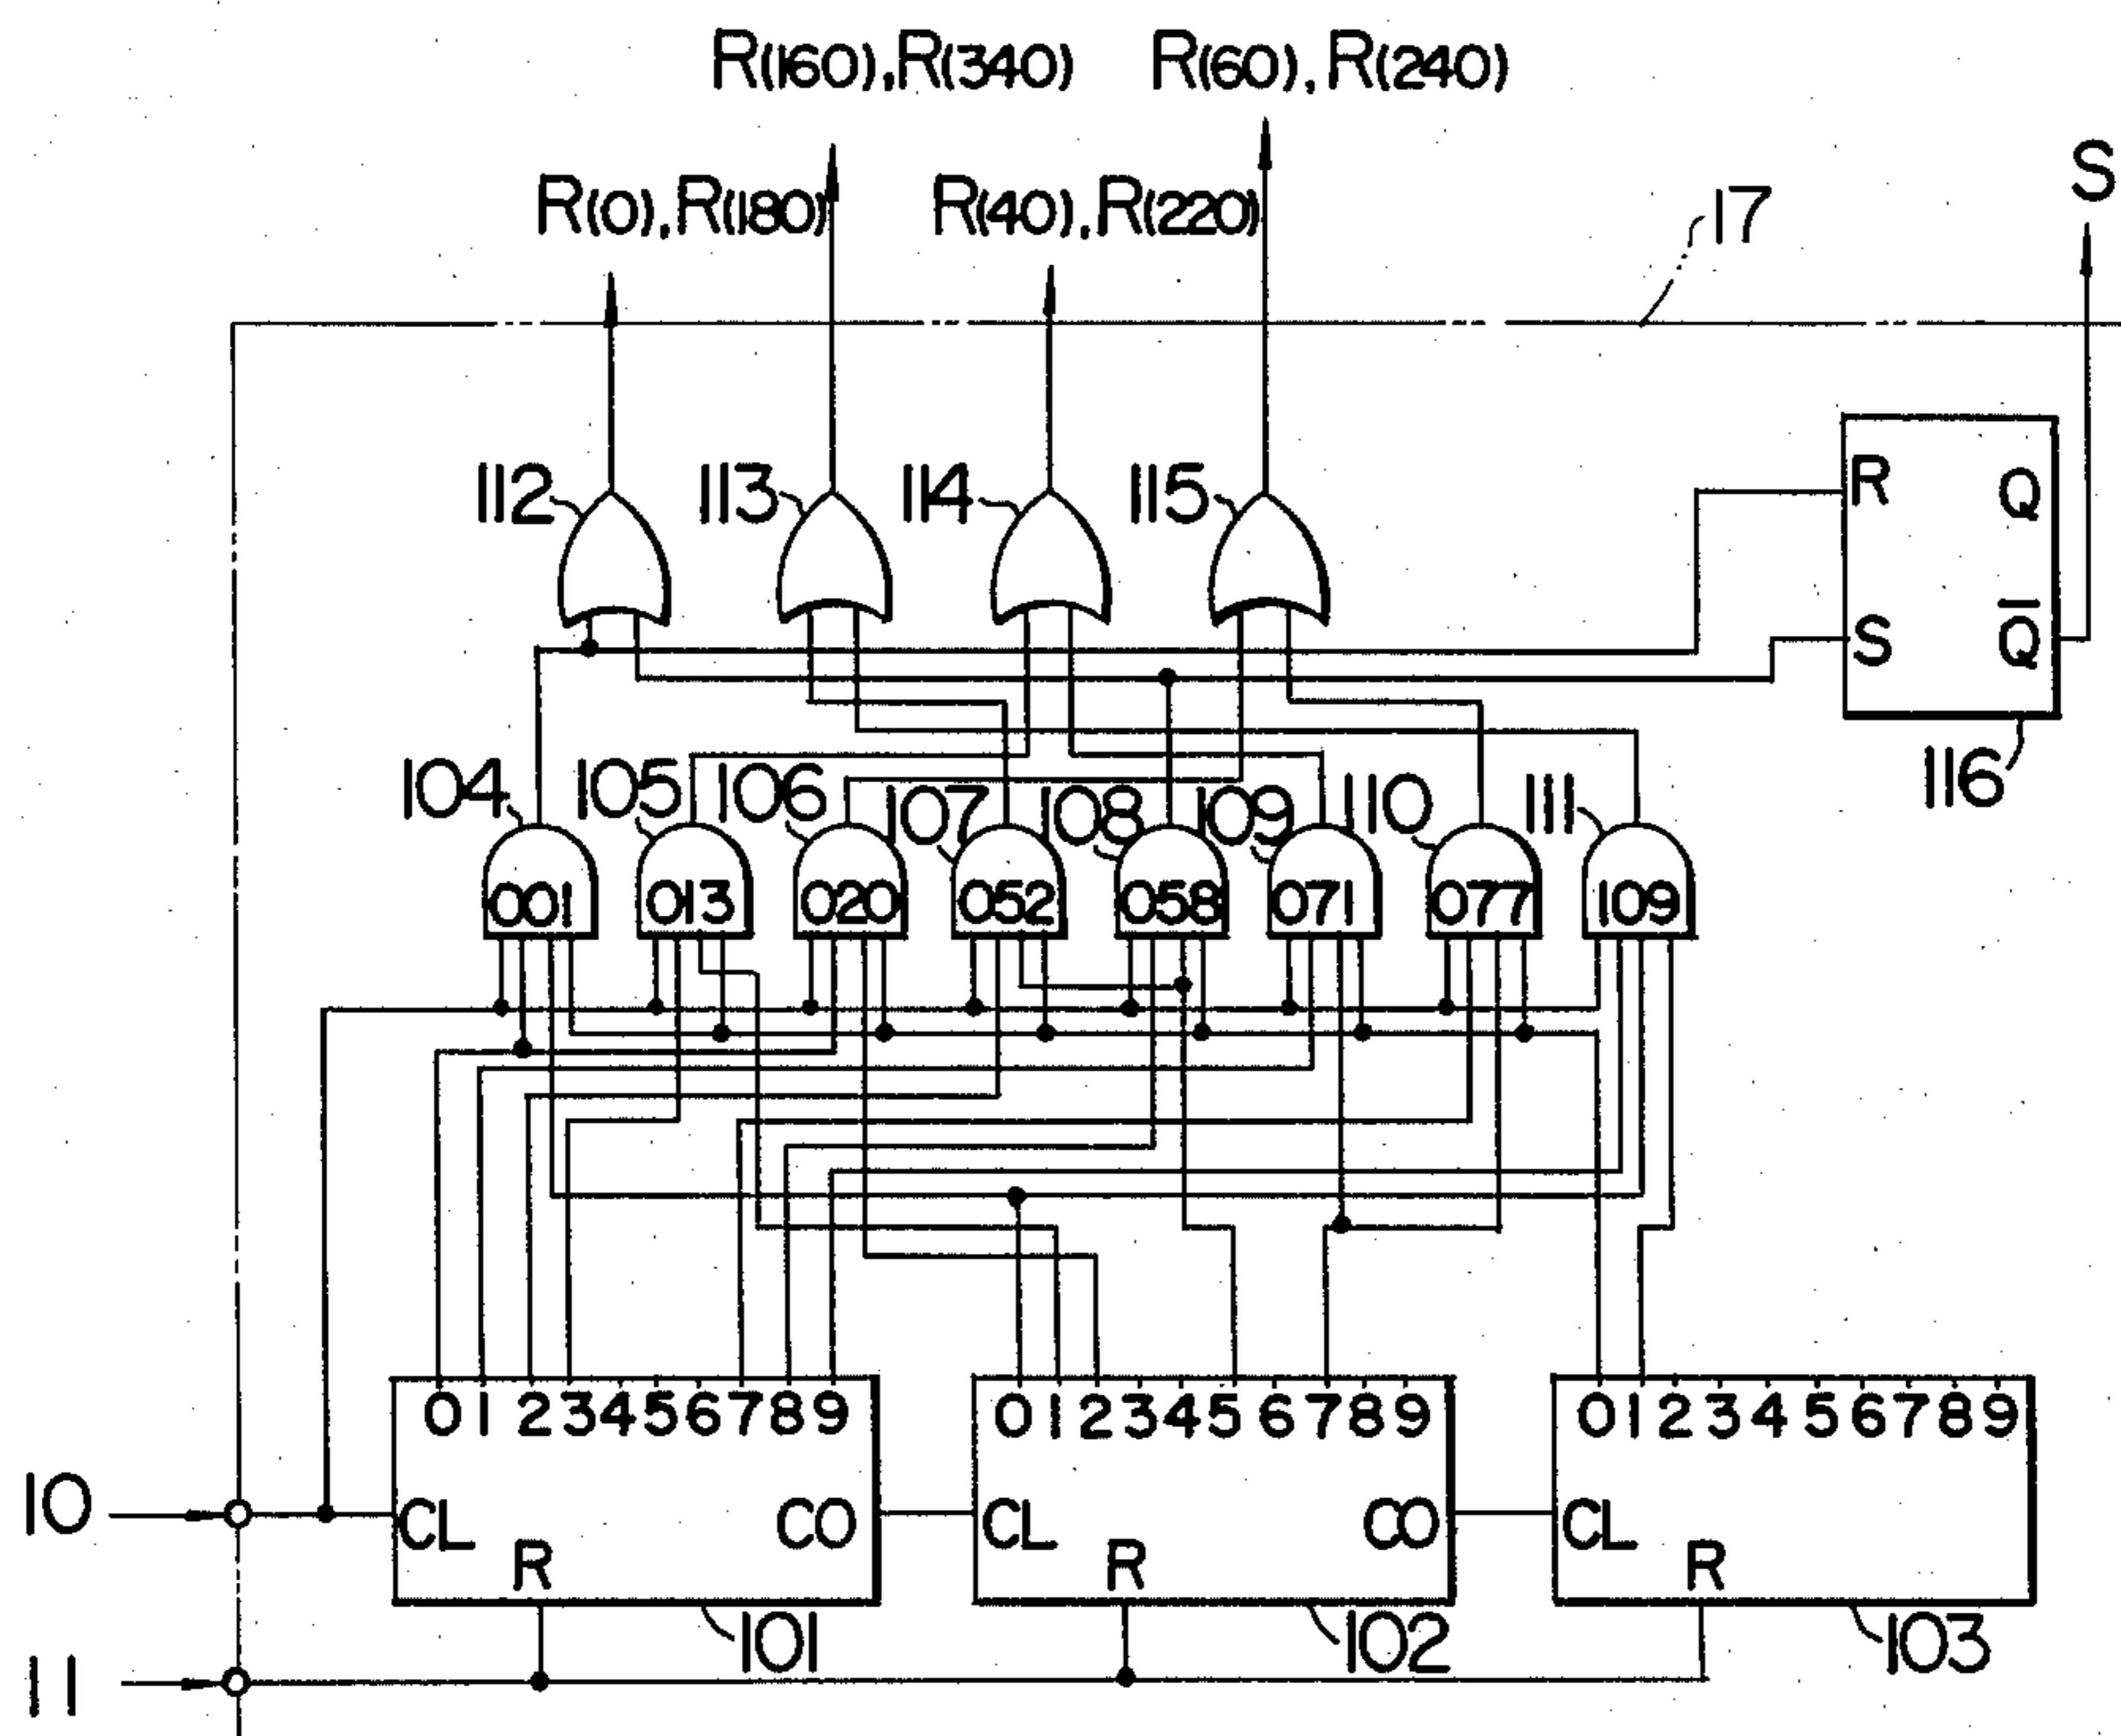 R(160),R(340) R(60),R(240)
R(0),R(180) R(40),R(220)
S
17
112 113 114 115
R Q
S Q̅
116
104 105 106 107 108 109 110 111
001 013 020 052 058 071 077 109
0 1 2 3 4 5 6 7 8 9
0 1 2 3 4 5 6 7 8 9
0 1 2 3 4 5 6 7 8 9
10
CL CO CL CO CL
R R R
101 102 103
11